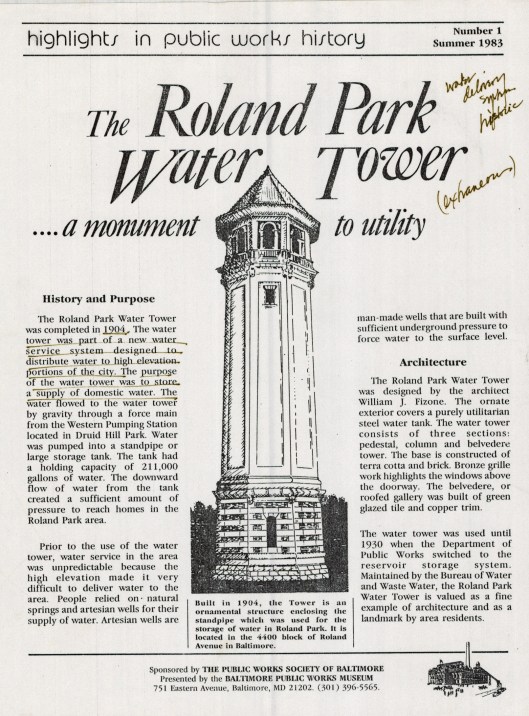 highlights in public works history
Number 1
Summer 1983
water
delivery
system
historic
(extraneous)
The Roland Park
Water Tower
....a monument to utility
History and Purpose
The Roland Park Water Tower
was completed in 1904. The water
tower was part of a new water
service system designed to
distribute water to high elevation
portions of the city. The purpose
of the water tower was to store
a supply of domestic water. The
water flowed to the water tower
by gravity through a force main
from the Western Pumping Station
located in Druid Hill Park. Water
was pumped into a standpipe or
large storage tank. The tank had
a holding capacity of 211,000
gallons of water. The downward
flow of water from the tank
created a sufficient amount of
pressure to reach homes in the
Roland Park area.
Prior to the use of the water
tower, water service in the area
was unpredictable because the
high elevation made it very
difficult to deliver water to the
area. People relied on natural
springs and artesian wells for their
supply of water. Artesian wells are
Built in 1904, the Tower is an
ornamental structure enclosing the
standpipe which was used for the
storage of water in Roland Park. It is
located in the 4400 block of Roland
Avenue in Baltimore.
man-made wells that are built with
sufficient underground pressure to
force water to the surface level.
Architecture
The Roland Park Water Tower
was designed by the architect
William J. Fizone. The ornate
exterior covers a purely utilitarian
steel water tank. The water tower
consists of three sections:
pedestal, column and belvedere
tower. The base is constructed of
terra cotta and brick. Bronze grille
work highlights the windows above
the doorway. The belvedere, or
roofed gallery was built of green
glazed tile and copper trim.
The water tower was used until
1930 when the Department of
Public Works switched to the
reservoir storage system.
Maintained by the Bureau of Water
and Waste Water, the Roland Park
Water Tower is valued as a fine
example of architecture and as a
landmark by area residents.
Sponsored by THE PUBLIC WORKS SOCIETY OF BALTIMORE
Presented by the BALTIMORE PUBLIC WORKS MUSEUM
751 Eastern Avenue, Baltimore, MD 21202. (301) 396-5565.